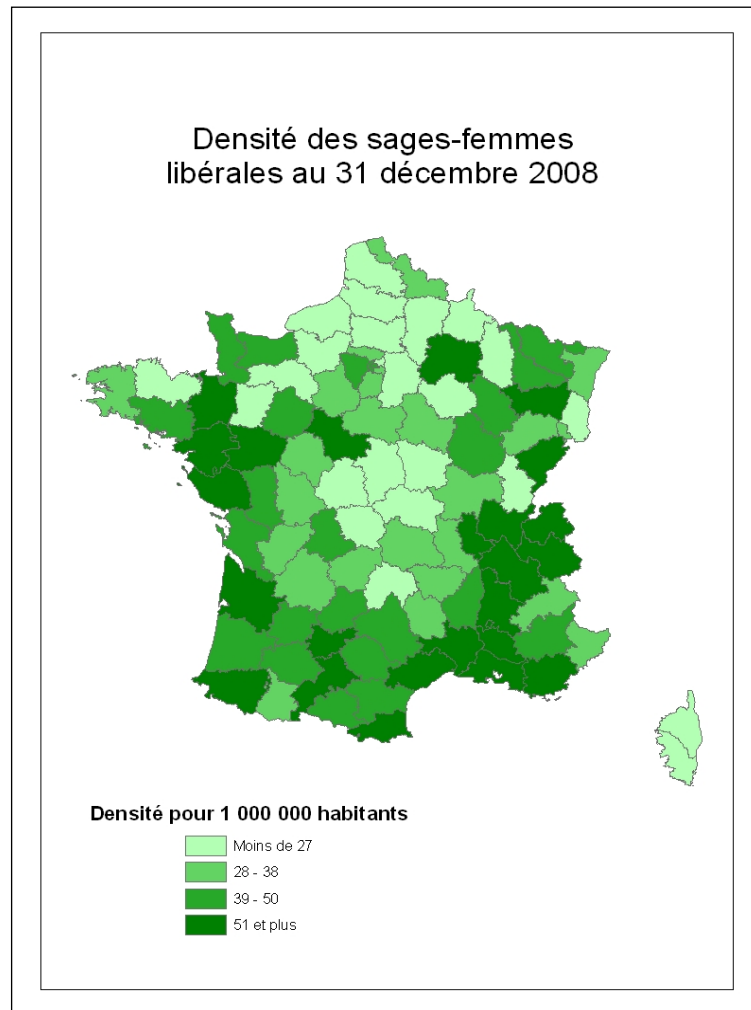 Densité des sages-femmes
libérales au 31 décembre 2008
Densité pour 1 000 000 habitants
Moins de 27
28 - 38
39 - 50
51 et plus